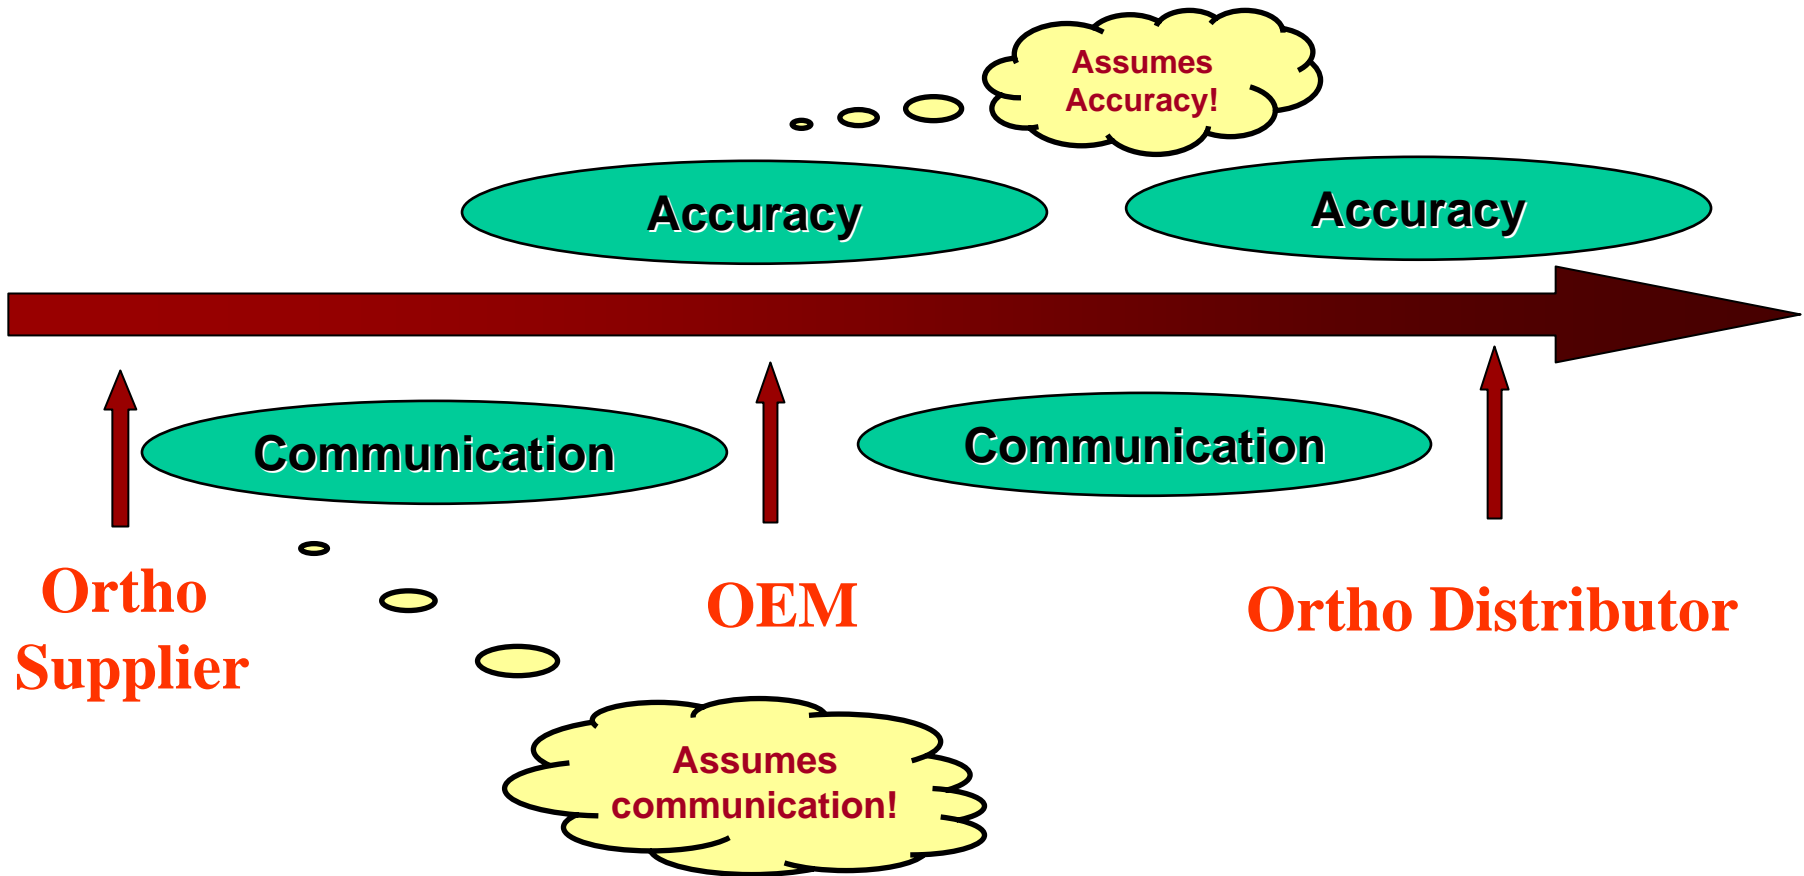 Assumes
Accuracy!
Accuracy
Accuracy
Communication
Communication
Ortho
Supplier
OEM
Ortho Distributor
Assumes
communication!